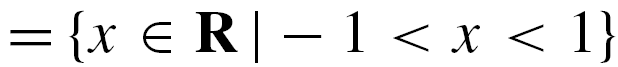 = {x ∈ R | − 1 < x < 1}